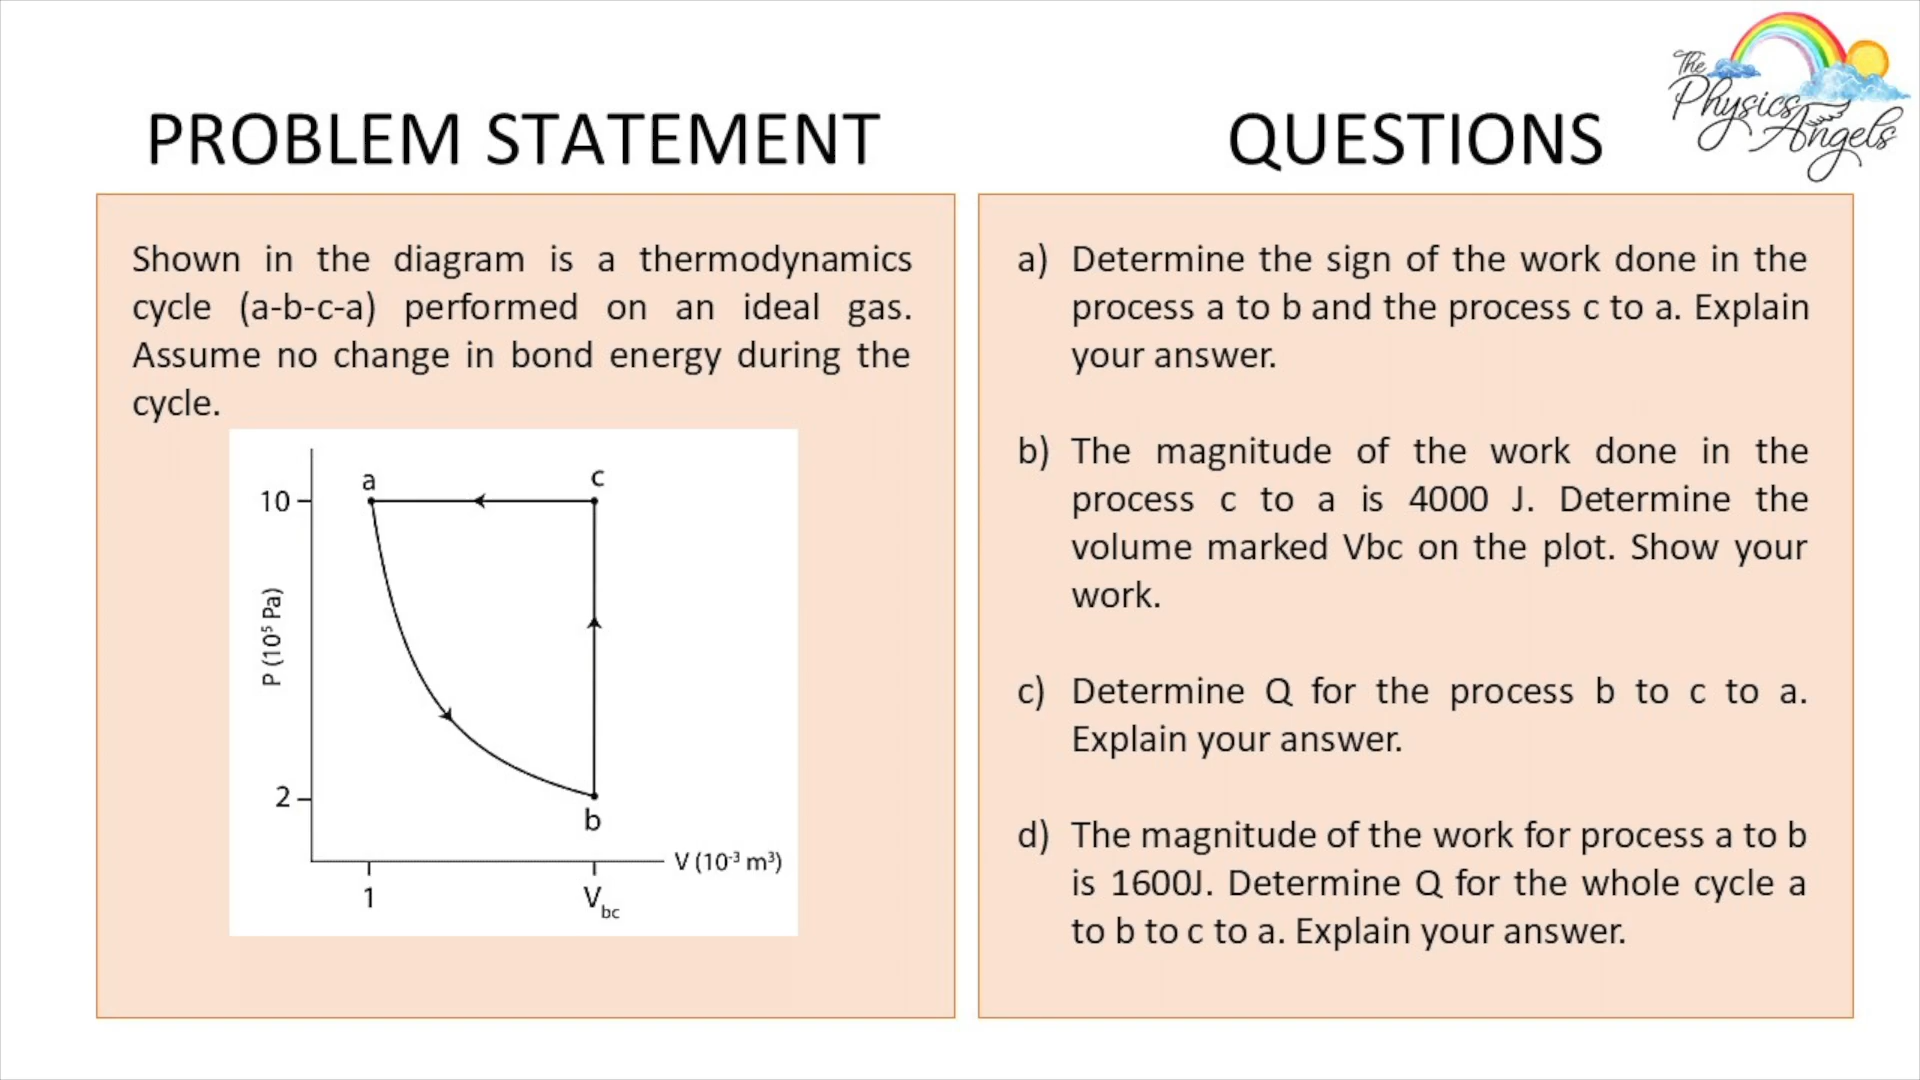 The
Physics
Angels
PROBLEM STATEMENT
Shown in the diagram is a thermodynamics
cycle (a-b-c-a) performed on an ideal gas.
Assume no change in bond energy during the
cycle.
a
c
10
P (10⁵ Pa)
2
b
V (10⁻³ m³)
1
V_bc
QUESTIONS
a) Determine the sign of the work done in the
process a to b and the process c to a. Explain
your answer.
b) The magnitude of the work done in the
process c to a is 4000 J. Determine the
volume marked Vbc on the plot. Show your
work.
c) Determine Q for the process b to c to a.
Explain your answer.
d) The magnitude of the work for process a to b
is 1600J. Determine Q for the whole cycle a
to b to c to a. Explain your answer.